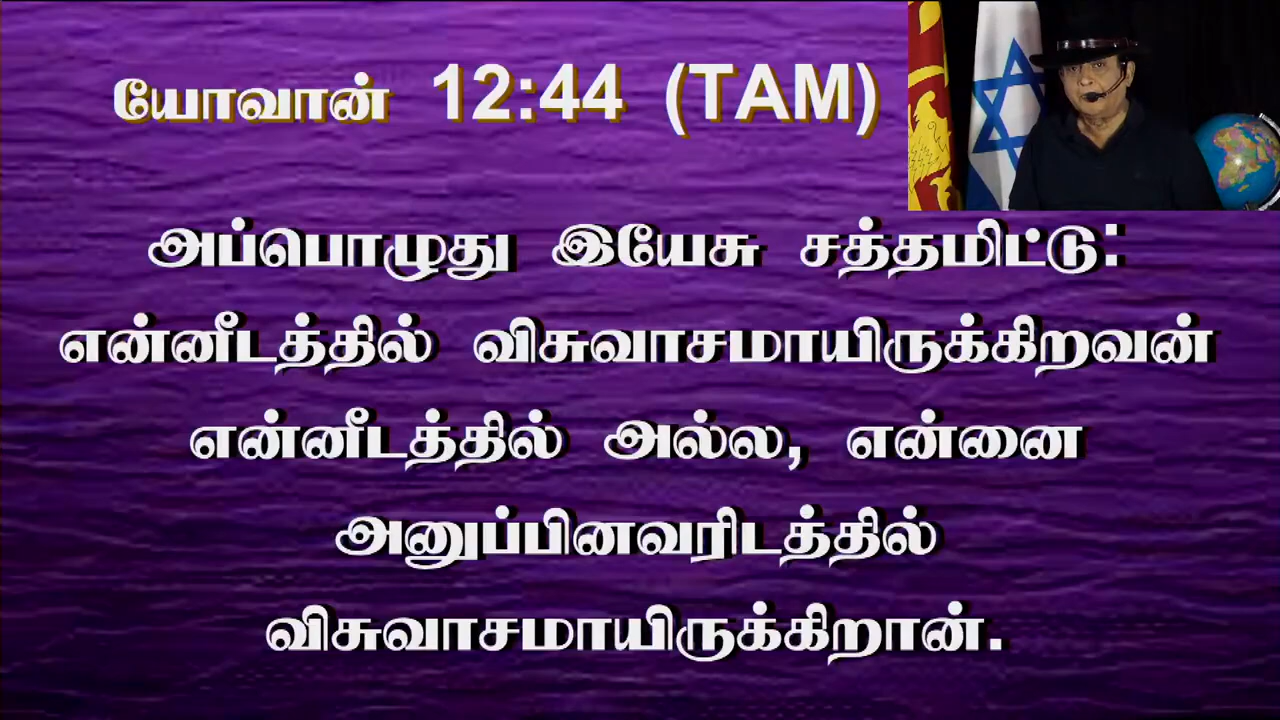 யோவான் 12:44 (TAM)
அப்பொழுது இயேசு சத்தமிட்டு:
என்னீடத்தில் விசுவாசமாயிருக்கிறவன்
என்னீடத்தில் அல்ல, என்னை
அனுப்பினவரிடத்தில்
விசுவாசமாயிருக்கிறான்.